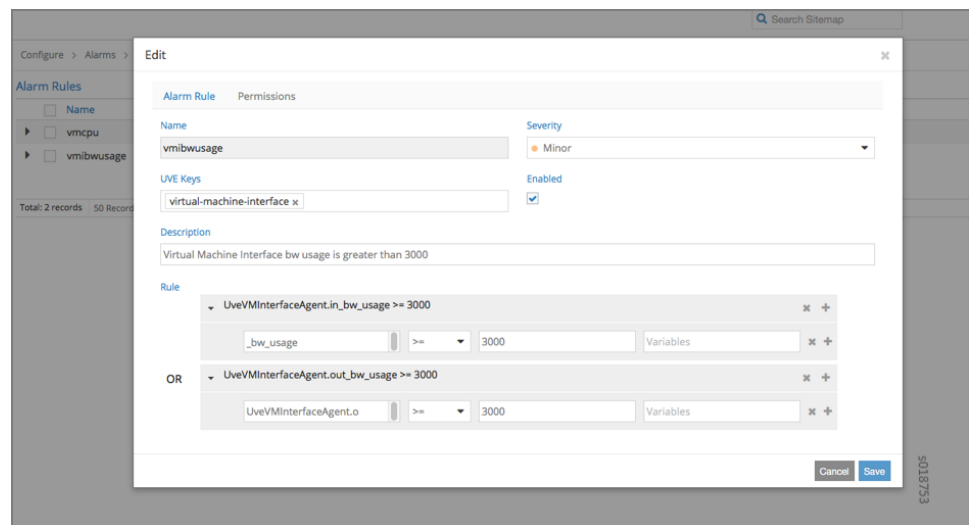 Search Sitemap
Configure > Alarms >
Edit
Alarm Rules
Name
vmcpu
vmibwusage
Total: 2 records 50 Record
Alarm Rule Permissions
Name
vmibwusage
Severity
Minor
UVE Keys
virtual-machine-interface x
Enabled
Description
Virtual Machine Interface bw usage is greater than 3000
Rule
UveVMInterfaceAgent.in_bw_usage >= 3000
_bw_usage >= 3000 Variables
OR
UveVMInterfaceAgent.out_bw_usage >= 3000
UveVMInterfaceAgent.o >= 3000 Variables
Cancel Save
s018753